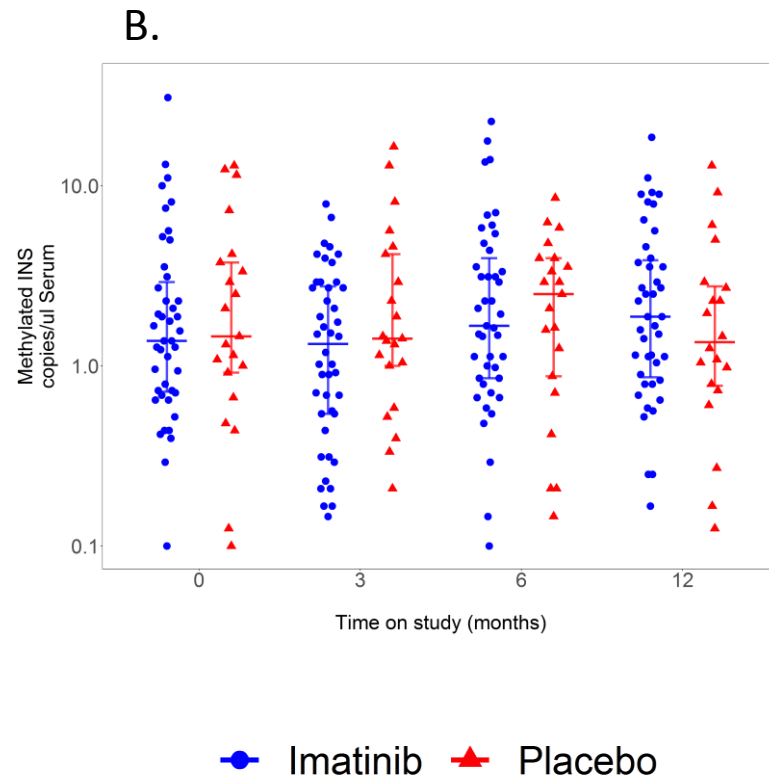 B.
Methylated INS
copies/ul Serum
10.0
1.0
0.1
0 3 6 12
Time on study (months)
Imatinib Placebo